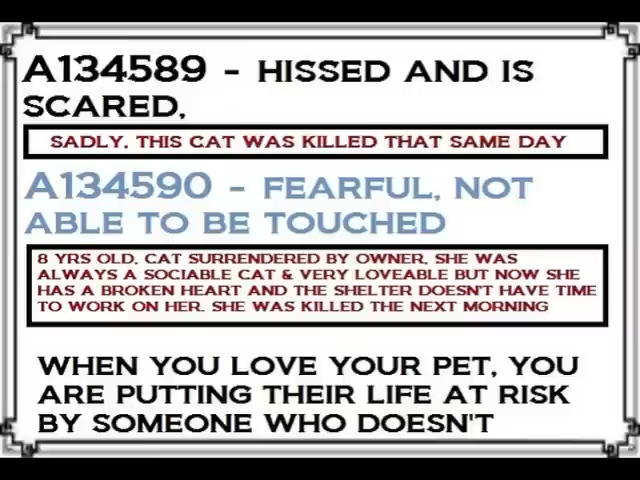 A134589 - HISSED AND IS
SCARED,
SADLY, THIS CAT WAS KILLED THAT SAME DAY
A134590 - FEARFUL, NOT
ABLE TO BE TOUCHED
8 YRS OLD, CAT SURRENDERED BY OWNER, SHE WAS
ALWAYS A SOCIABLE CAT & VERY LOVEABLE BUT NOW SHE
HAS A BROKEN HEART AND THE SHELTER DOESN'T HAVE TIME
TO WORK ON HER. SHE WAS KILLED THE NEXT MORNING
WHEN YOU LOVE YOUR PET, YOU
ARE PUTTING THEIR LIFE AT RISK
BY SOMEONE WHO DOESN'T